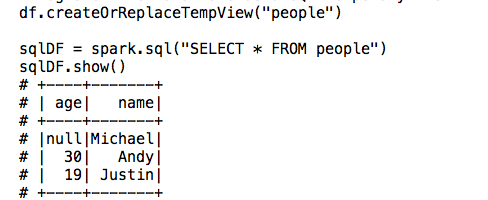 df.createOrReplaceTempView("people")
sqlDF = spark.sql("SELECT * FROM people")
sqlDF.show()
# +----+-------+
# | age|   name|
# +----+-------+
# |null|Michael|
# |  30|   Andy|
# |  19| Justin|
# +----+-------+